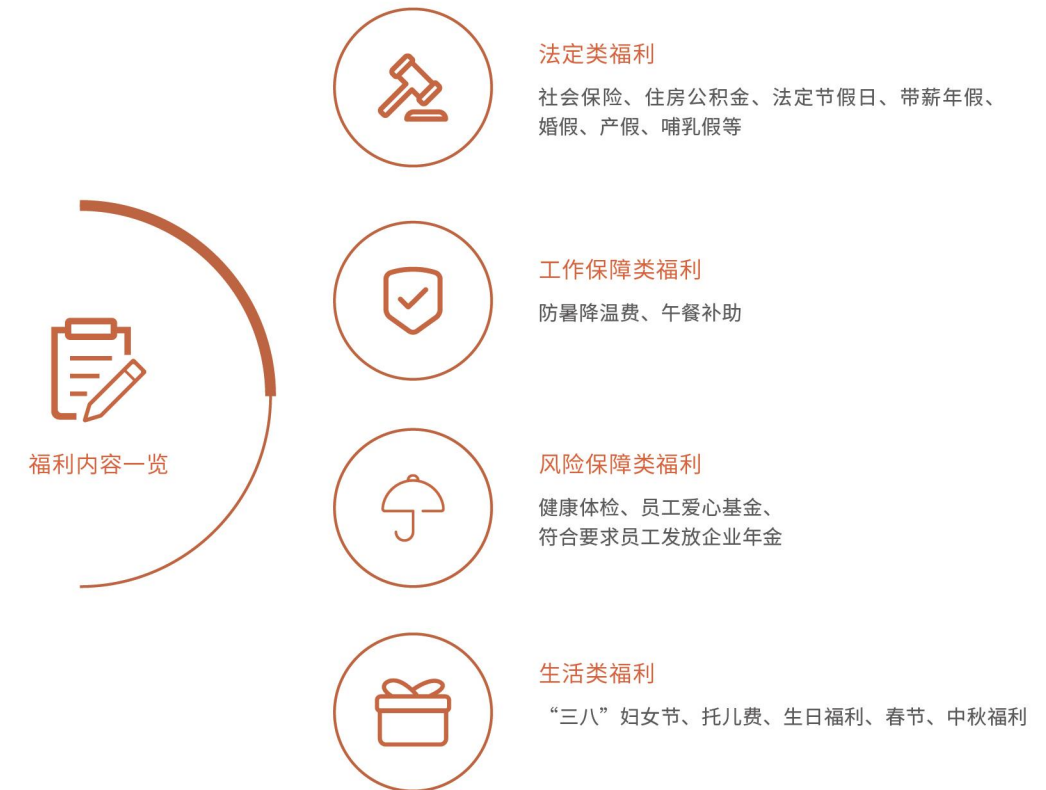 福利内容一览
法定类福利
社会保险、住房公积金、法定节假日、带薪年假、
婚假、产假、哺乳假等
工作保障类福利
防暑降温费、午餐补助
风险保障类福利
健康体检、员工爱心基金、
符合要求员工发放企业年金
生活类福利
“三八”妇女节、托儿费、生日福利、春节、中秋福利